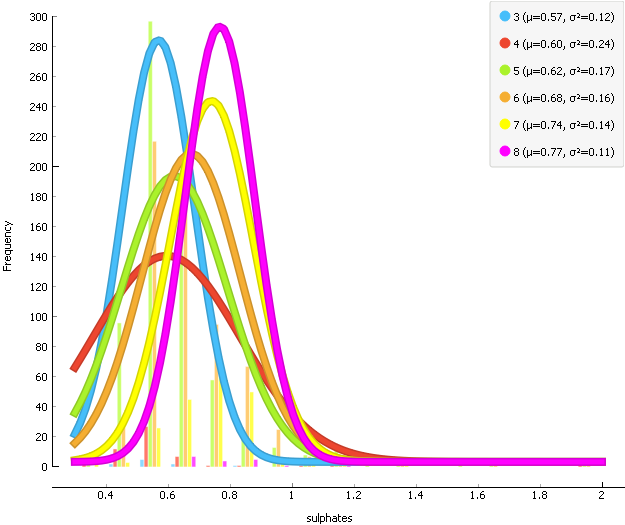 3 (μ=0.57, σ²=0.12)
4 (μ=0.60, σ²=0.24)
5 (μ=0.62, σ²=0.17)
6 (μ=0.68, σ²=0.16)
7 (μ=0.74, σ²=0.14)
8 (μ=0.77, σ²=0.11)
Frequency
300
280
260
240
220
200
180
160
140
120
100
80
60
40
20
0
0.4 0.6 0.8 1 1.2 1.4 1.6 1.8 2
sulphates